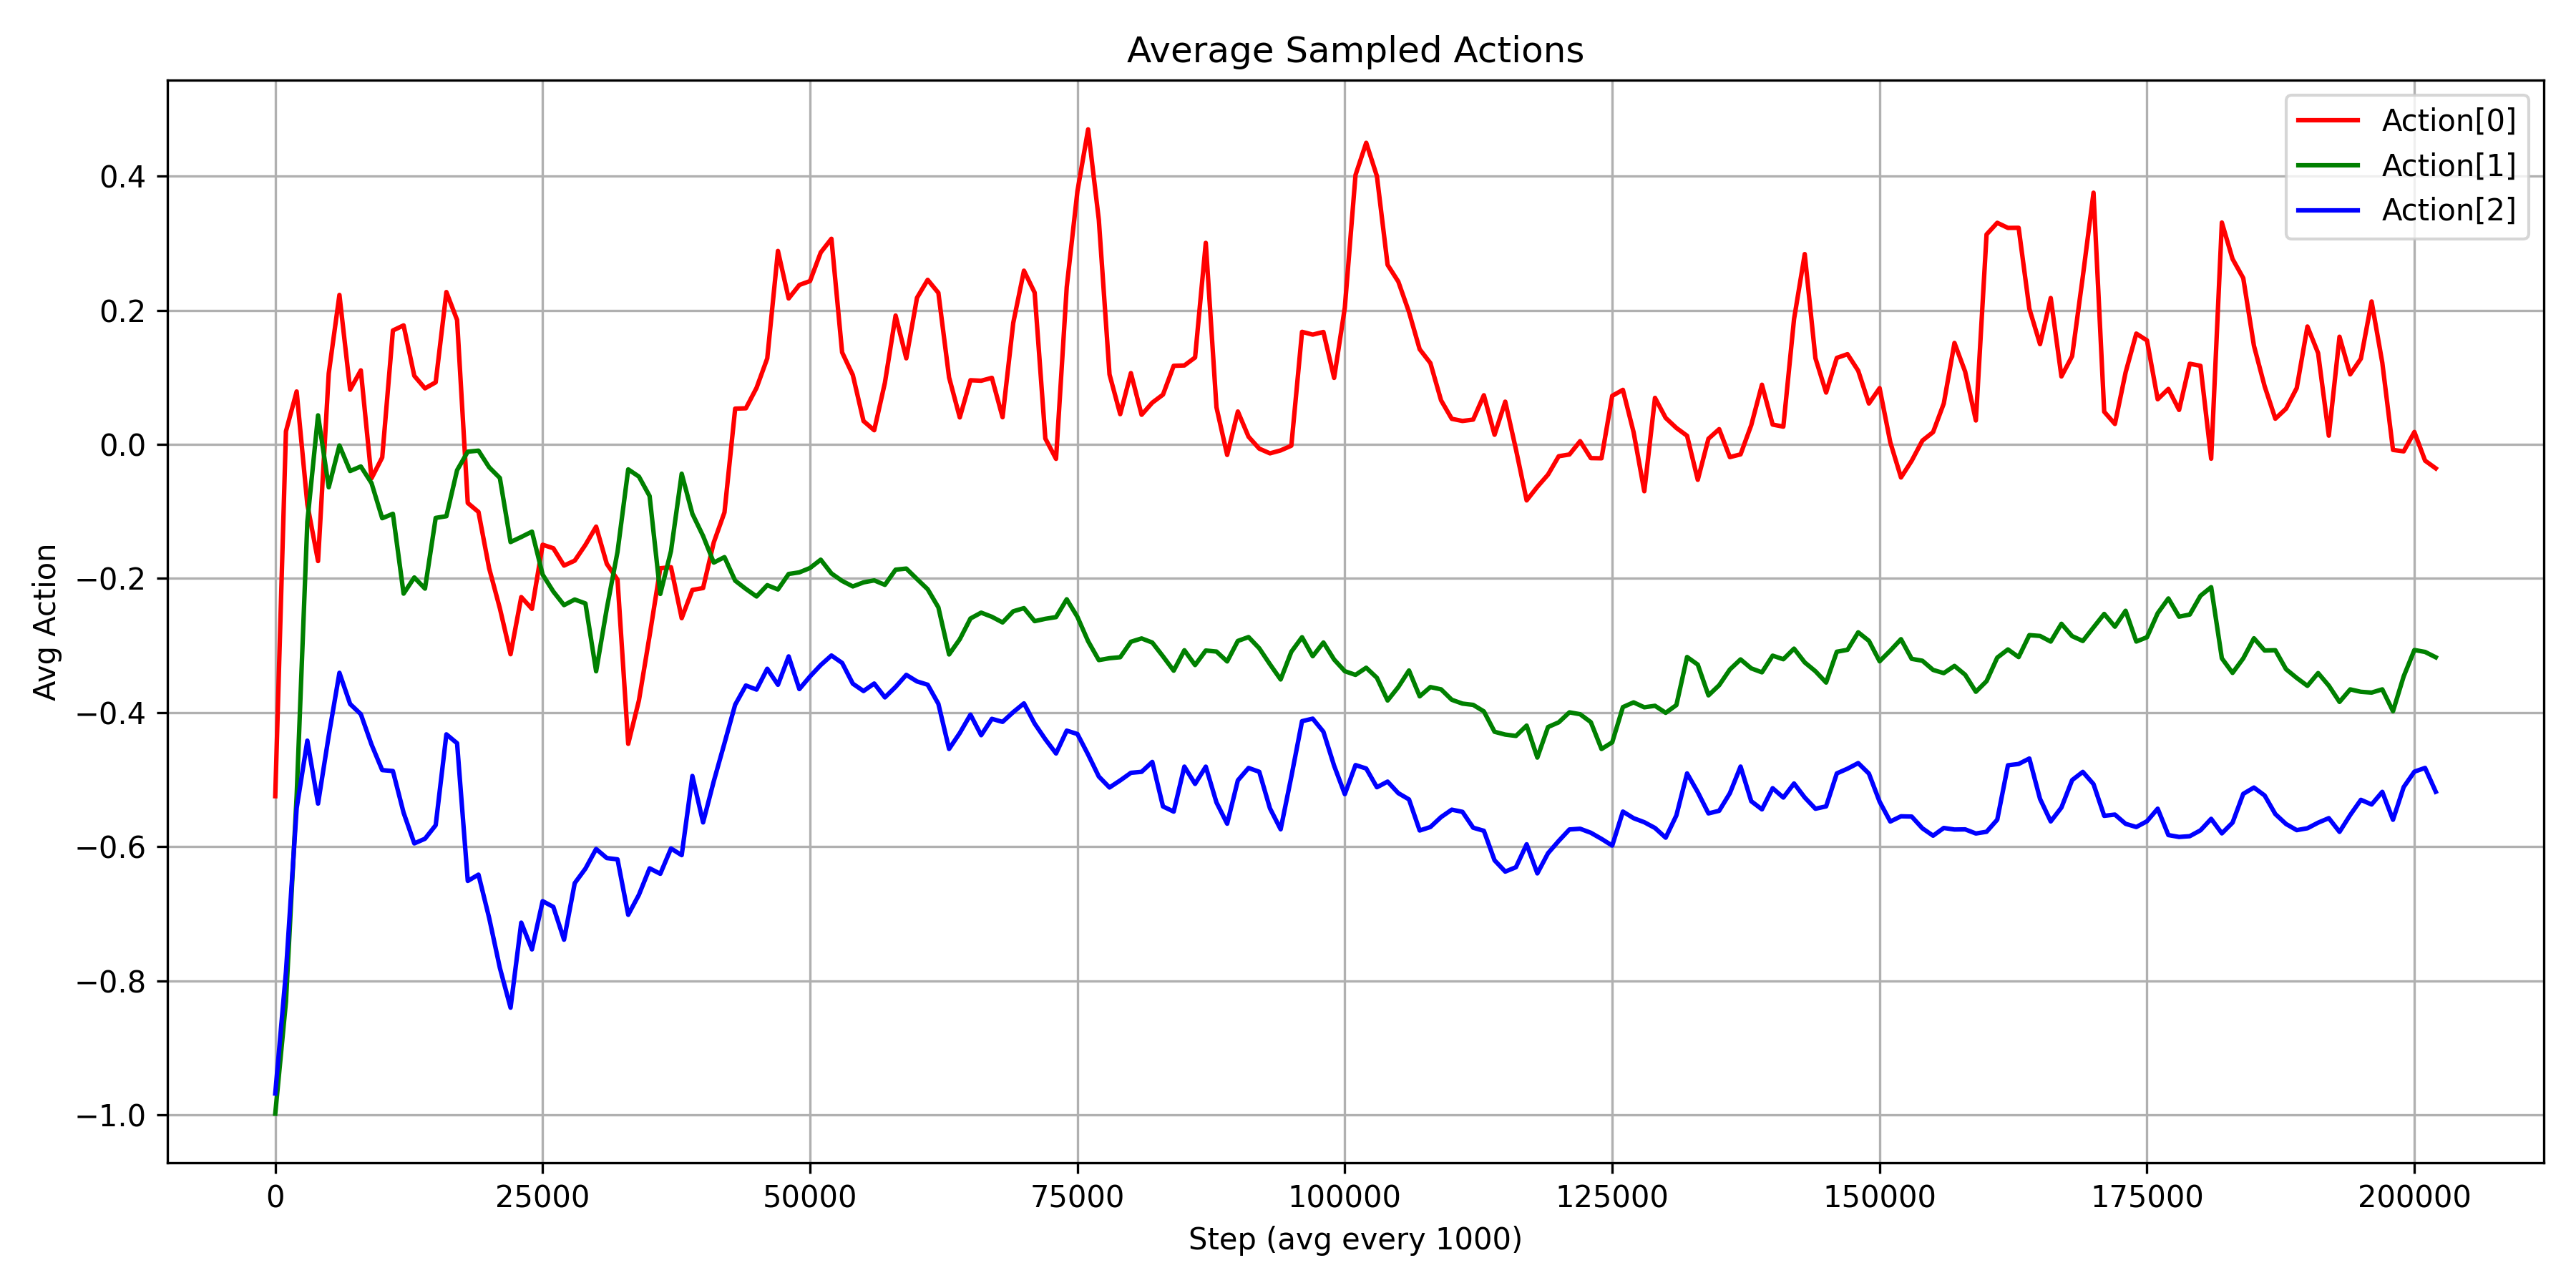 Average Sampled Actions
Action[0]
Action[1]
Action[2]
Avg Action
0.4
0.2
0.0
−0.2
−0.4
−0.6
−0.8
−1.0
0 25000 50000 75000 100000 125000 150000 175000 200000
Step (avg every 1000)